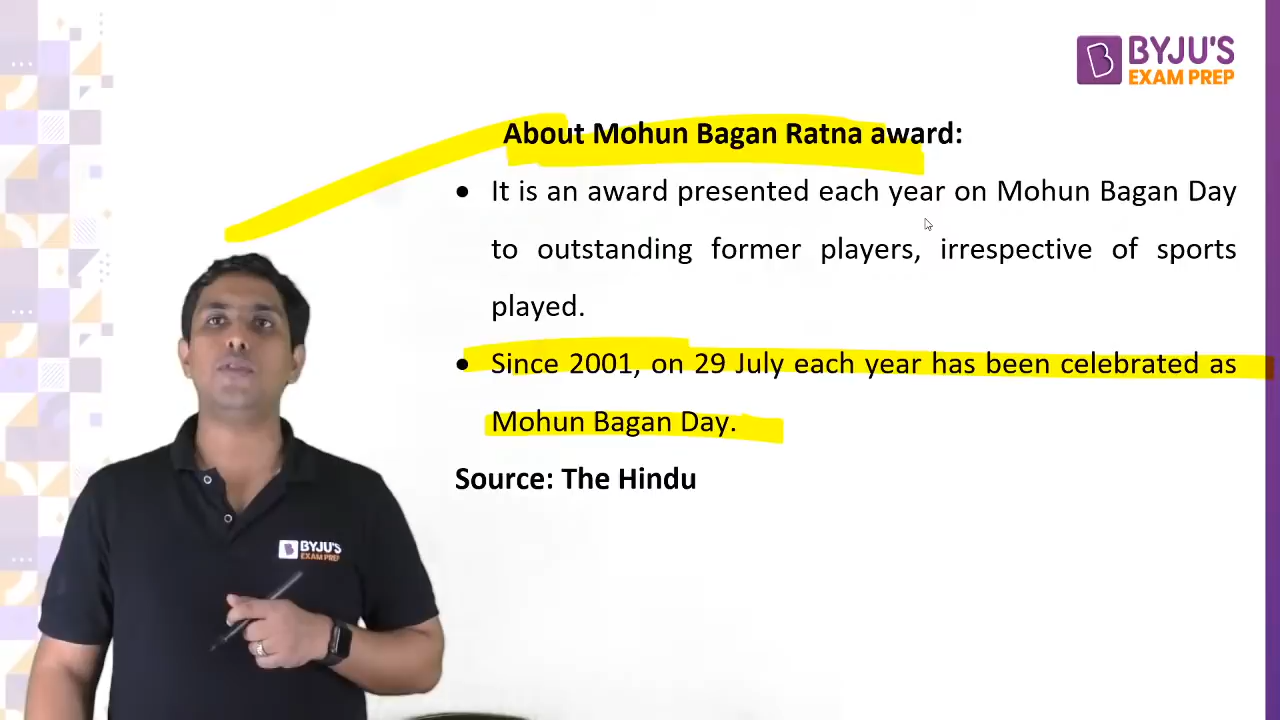 BYJU'S
EXAM PREP
About Mohun Bagan Ratna award:
• It is an award presented each year on Mohun Bagan Day
to outstanding former players, irrespective of sports
played.
• Since 2001, on 29 July each year has been celebrated as
Mohun Bagan Day.
Source: The Hindu
BYJU'S
EXAM PREP